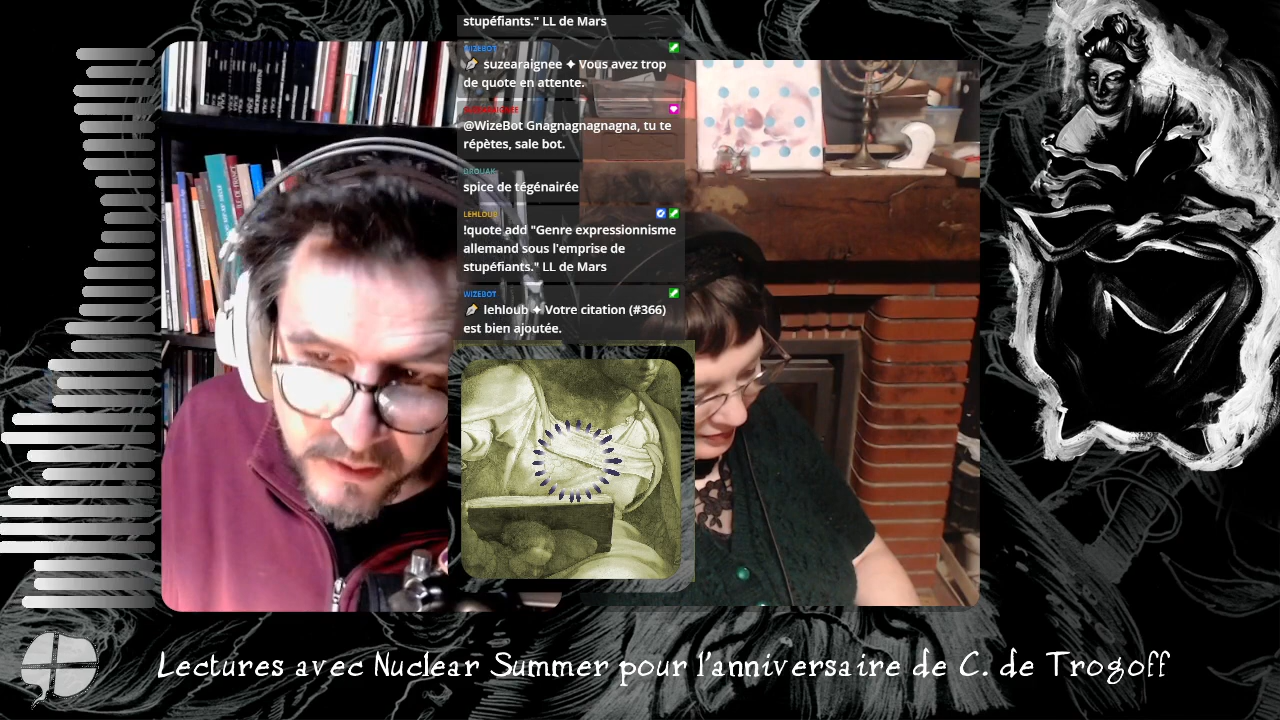 stupéfiants." LL de Mars
WIZEBOT
suzearaignee ✦ Vous avez trop
de quote en attente.
@WizeBot Gnagnagnagnagna, tu te
répètes, sale bot.
DROUAK
spice de tégénairée
LEHLOUB
!quote add "Genre expressionnisme
allemand sous l'emprise de
stupéfiants." LL de Mars
WIZEBOT
lehloub ✦ Votre citation (#366)
est bien ajoutée.
Lectures avec Nuclear Summer pour l'anniversaire de C. de Trogoff